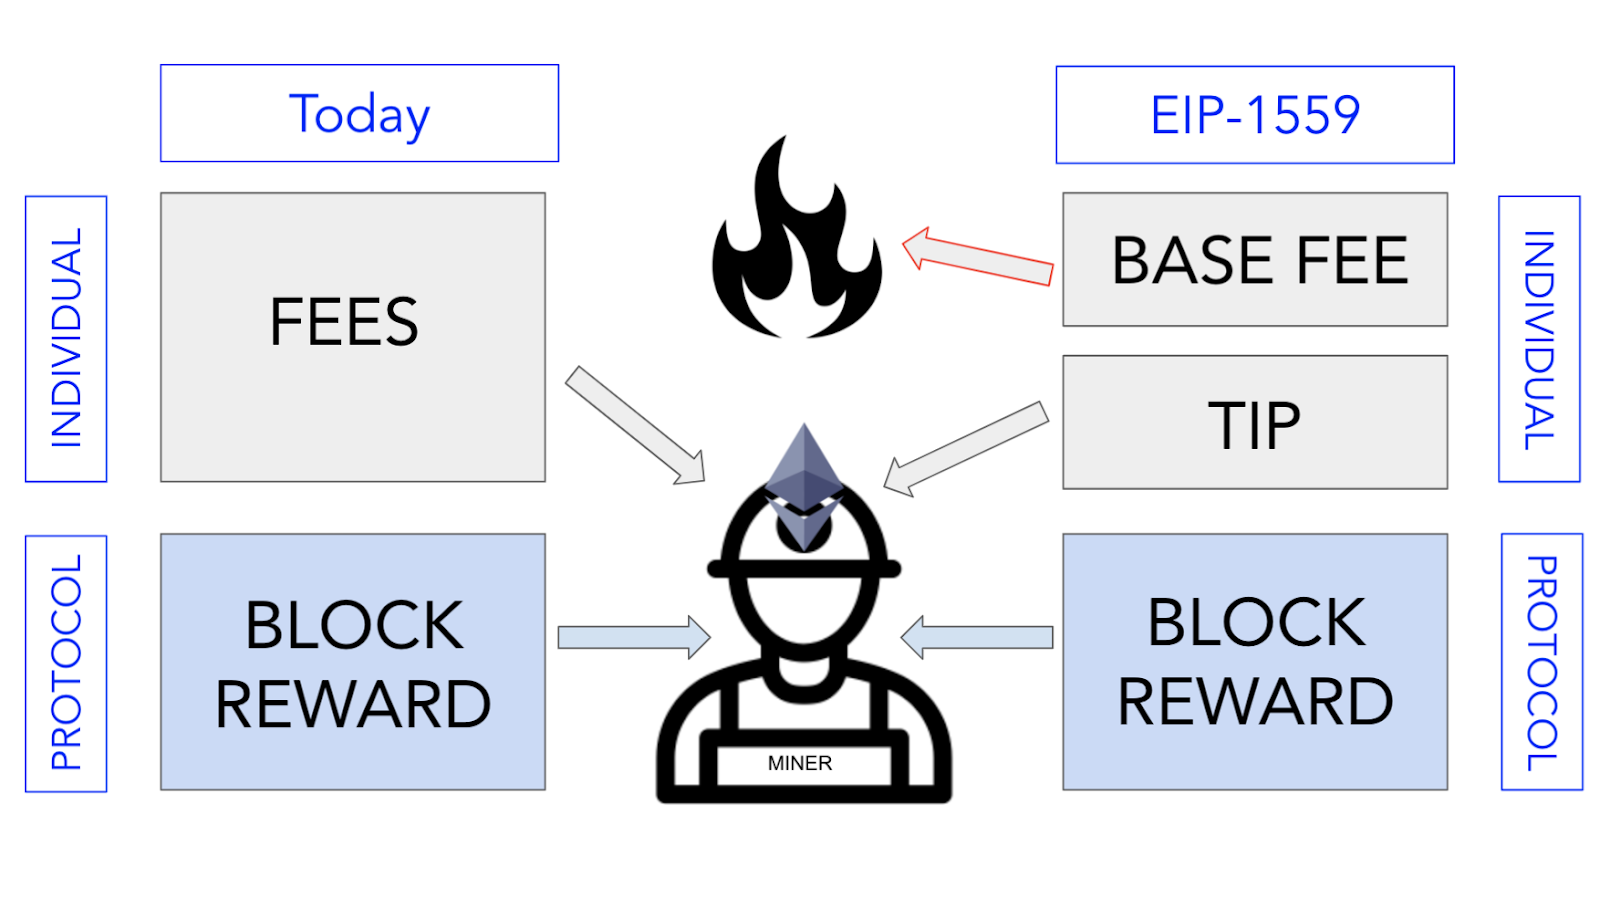 Today
EIP-1559
INDIVIDUAL
FEES
BASE FEE
TIP
INDIVIDUAL
PROTOCOL
BLOCK
REWARD
MINER
BLOCK
REWARD
PROTOCOL